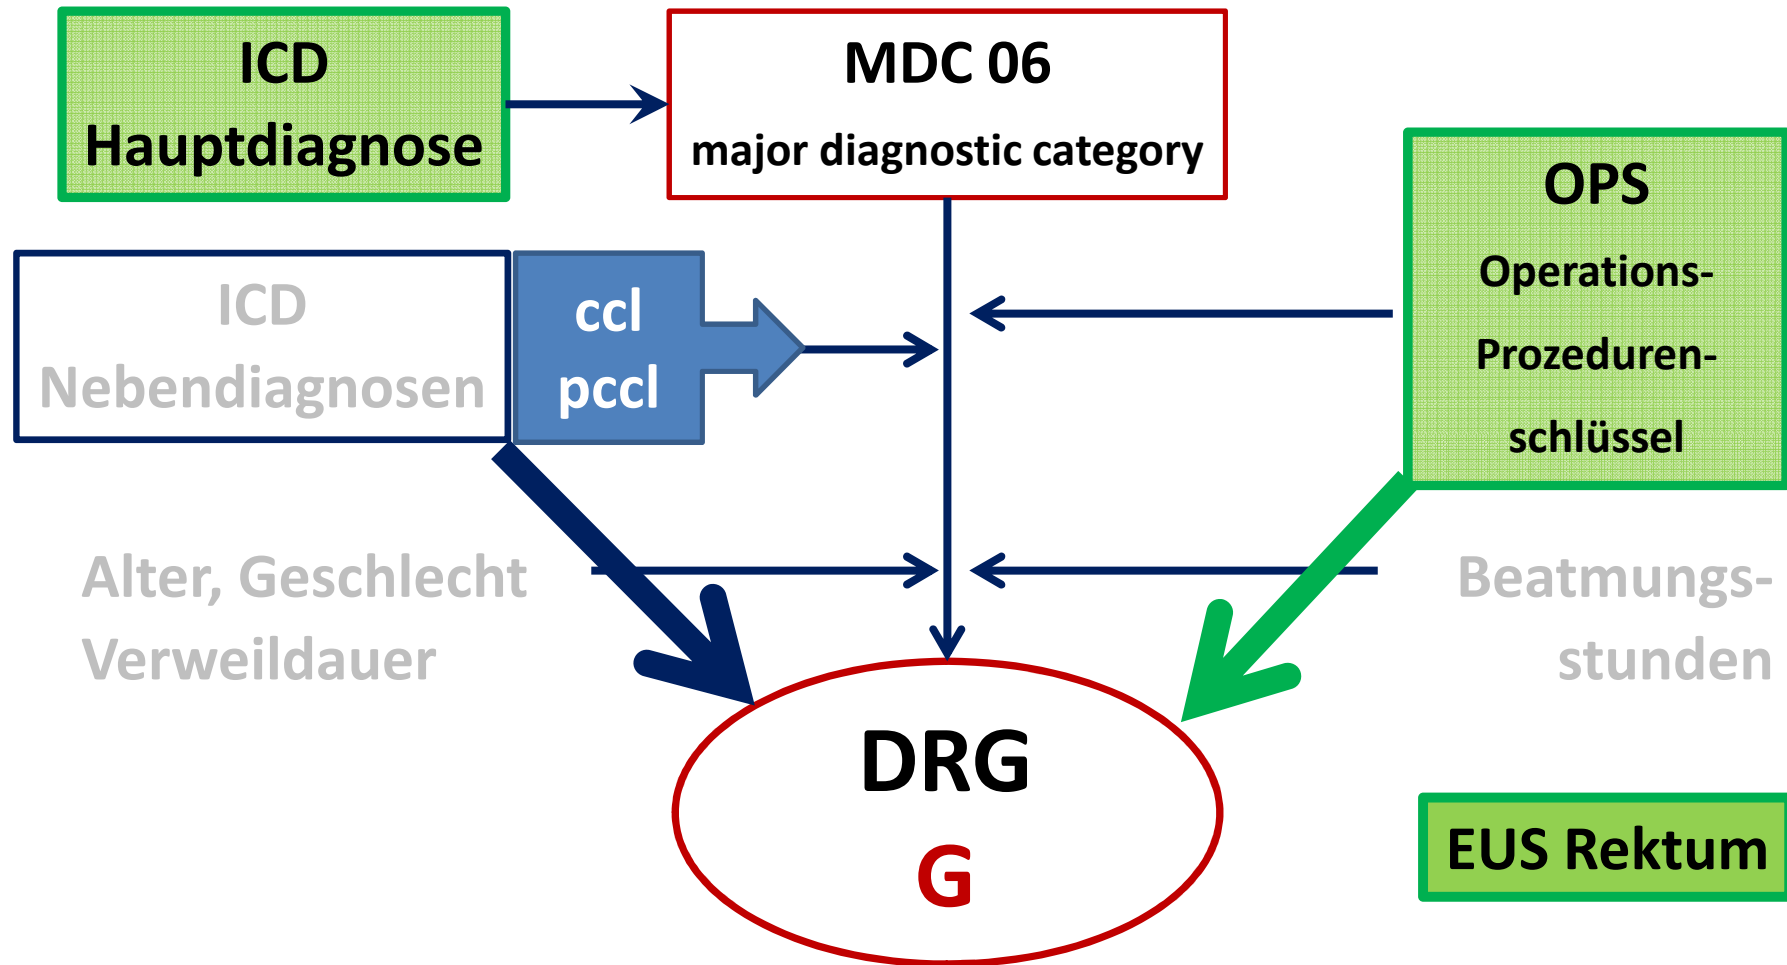 ICD
Hauptdiagnose
MDC 06
major diagnostic category
OPS
Operations-
Prozeduren-
schlüssel
ICD
Nebendiagnosen
ccl
pccl
Alter, Geschlecht
Verweildauer
Beatmungs-
stunden
DRG
G
EUS Rektum